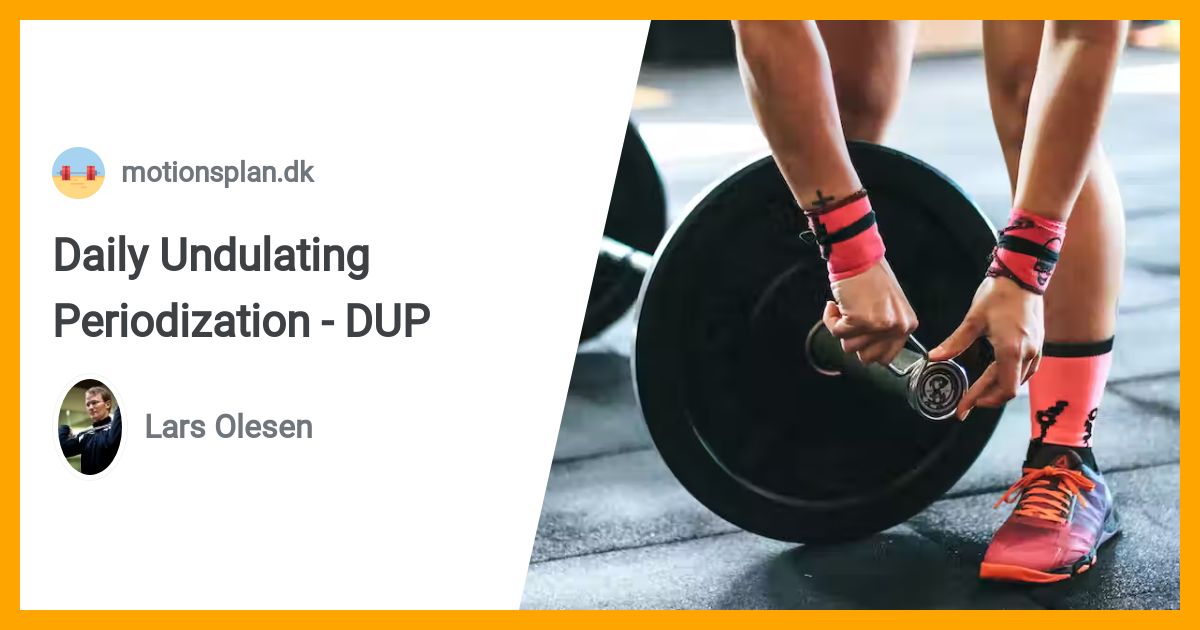 motionsplan.dk
Daily Undulating
Periodization - DUP
Lars Olesen